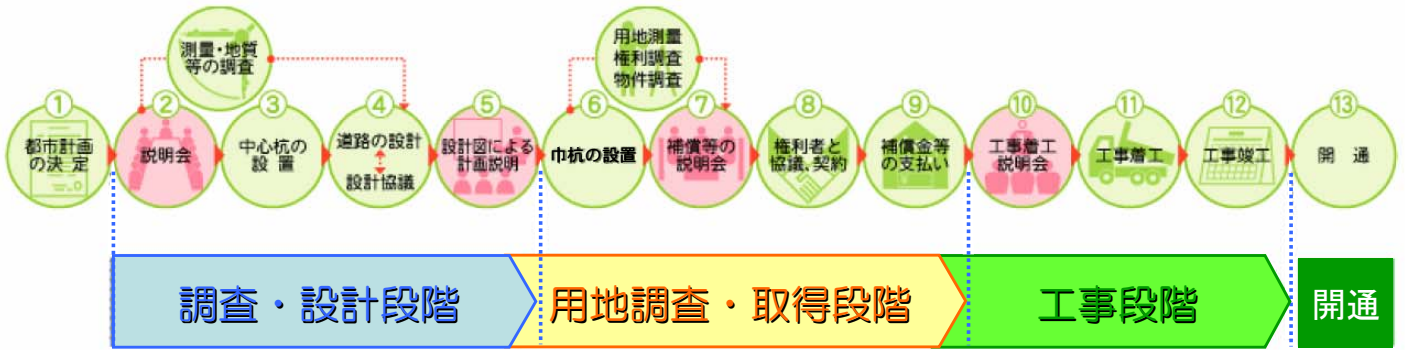 測量・地質
等の調査
用地測量
権利調査
物件調査
①
都市計画
の決定
②
説明会
③
中心杭の
設置
④
道路の設計
設計協議
⑤
設計図による
計画説明
⑥
巾杭の設置
⑦
補償等の
説明会
⑧
権利者と
協議、契約
⑨
補償金等
の支払い
⑩
工事着工
説明会
⑪
工事着工
⑫
工事竣工
⑬
開通
調査・設計段階
用地調査・取得段階
工事段階
開通